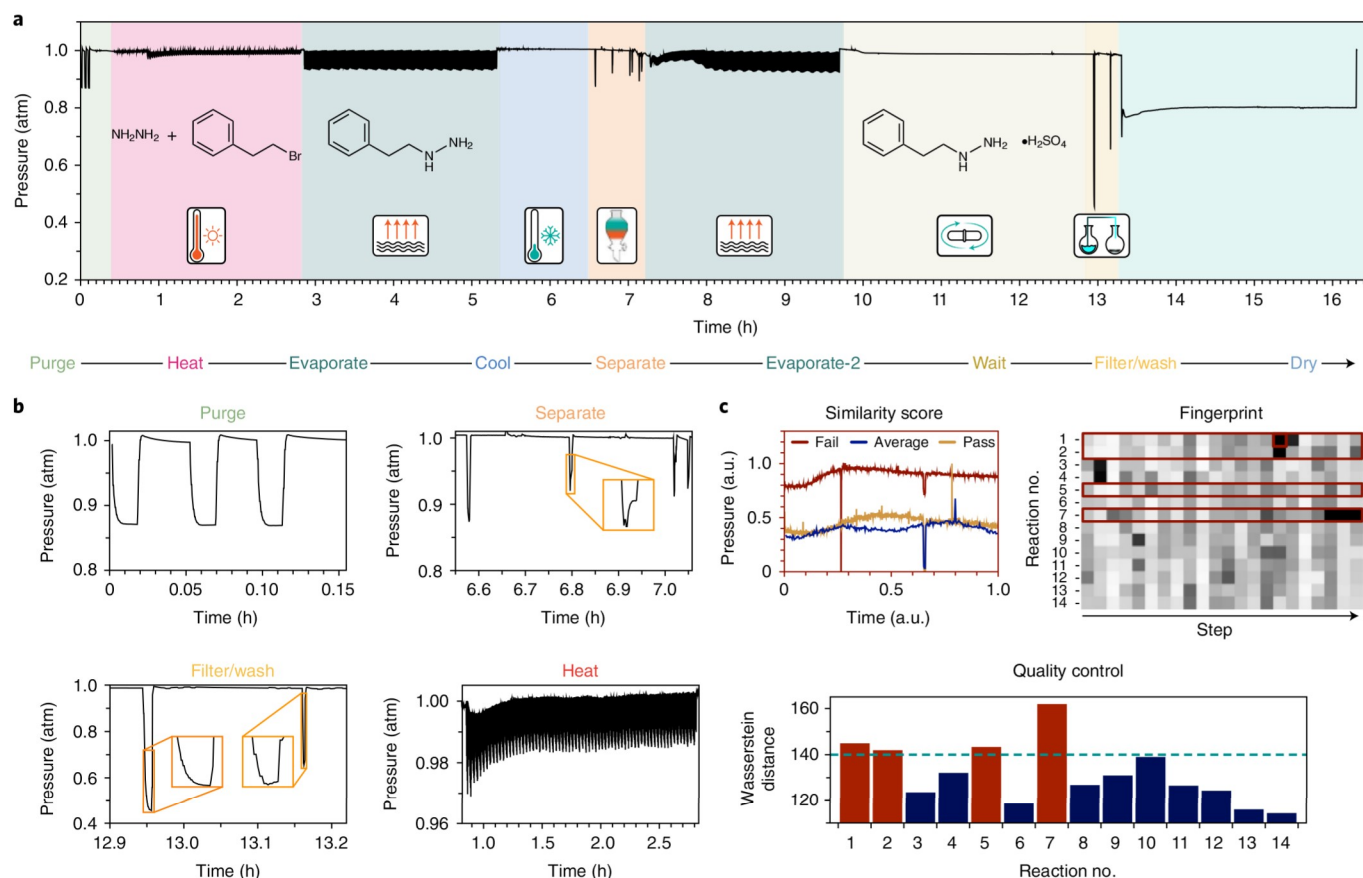 a
Pressure (atm)
1.0
0.8
0.6
0.4
0.2
NH2NH2 + Br
N
H
NH2
N
H
NH2 •H2SO4
0 1 2 3 4 5 6 7 8 9 10 11 12 13 14 15 16
Time (h)
Purge Heat Evaporate Cool Separate Evaporate-2 Wait Filter/wash Dry
b
Purge
Pressure (atm)
1.0
0.9
0.8
0 0.05 0.10 0.15
Time (h)
Separate
Pressure (atm)
1.0
0.9
0.8
6.6 6.7 6.8 6.9 7.0
Time (h)
Filter/wash
Pressure (atm)
1.0
0.8
0.6
0.4
12.9 13.0 13.1 13.2
Time (h)
Heat
Pressure (atm)
1.00
0.98
0.96
1.0 1.5 2.0 2.5
Time (h)
c
Similarity score
Fail Average Pass
Pressure (a.u.)
1.0
0.5
0
0 0.5 1.0
Time (a.u.)
Fingerprint
Reaction no.
1
2
3
4
5
6
7
8
9
10
11
12
13
14
Step
Quality control
Wasserstein
distance
160
140
120
1 2 3 4 5 6 7 8 9 10 11 12 13 14
Reaction no.